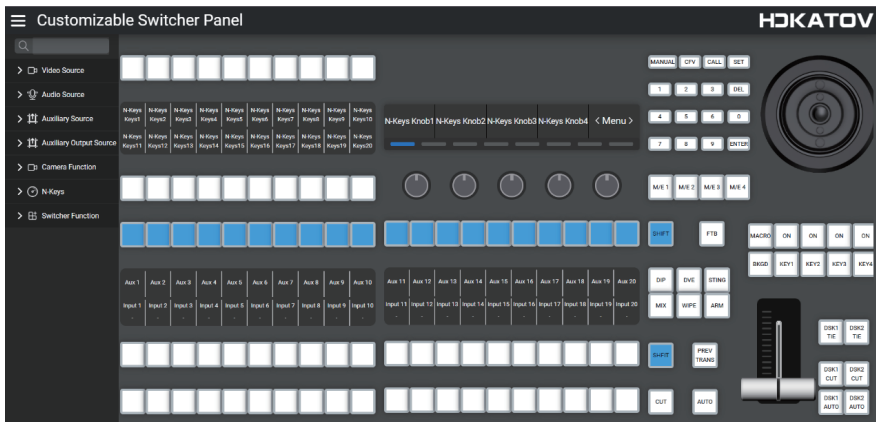 Customizable Switcher Panel
HDKATOV
Video Source
Audio Source
Auxiliary Source
Auxiliary Output Source
Camera Function
N-Keys
Switcher Function
N-Keys Keys1 N-Keys Keys2 N-Keys Keys3 N-Keys Keys4 N-Keys Keys5 N-Keys Keys6 N-Keys Keys7 N-Keys Keys8 N-Keys Keys9 N-Keys Keys10
N-Keys Keys11 N-Keys Keys12 N-Keys Keys13 N-Keys Keys14 N-Keys Keys15 N-Keys Keys16 N-Keys Keys17 N-Keys Keys18 N-Keys Keys19 N-Keys Keys20
N-Keys Knob1 N-Keys Knob2 N-Keys Knob3 N-Keys Knob4 < Menu >
MANUAL CFV CALL SET
1 2 3 DEL
4 5 6 0
7 8 9 ENTER
M/E 1 M/E 2 M/E 3 M/E 4
SHIFT FTB
MACRO ON ON ON ON
BKGD KEY1 KEY2 KEY3 KEY4
Aux 1 Aux 2 Aux 3 Aux 4 Aux 5 Aux 6 Aux 7 Aux 8 Aux 9 Aux 10
Input 1 Input 2 Input 3 Input 4 Input 5 Input 6 Input 7 Input 8 Input 9 Input 10
Aux 11 Aux 12 Aux 13 Aux 14 Aux 15 Aux 16 Aux 17 Aux 18 Aux 19 Aux 20
Input 11 Input 12 Input 13 Input 14 Input 15 Input 16 Input 17 Input 18 Input 19 Input 20
DIP DVE STING
MIX WIPE ARM
SHIFT PREV TRANS
CUT AUTO
DSK1 TIE DSK2 TIE
DSK1 CUT DSK2 CUT
DSK1 AUTO DSK2 AUTO